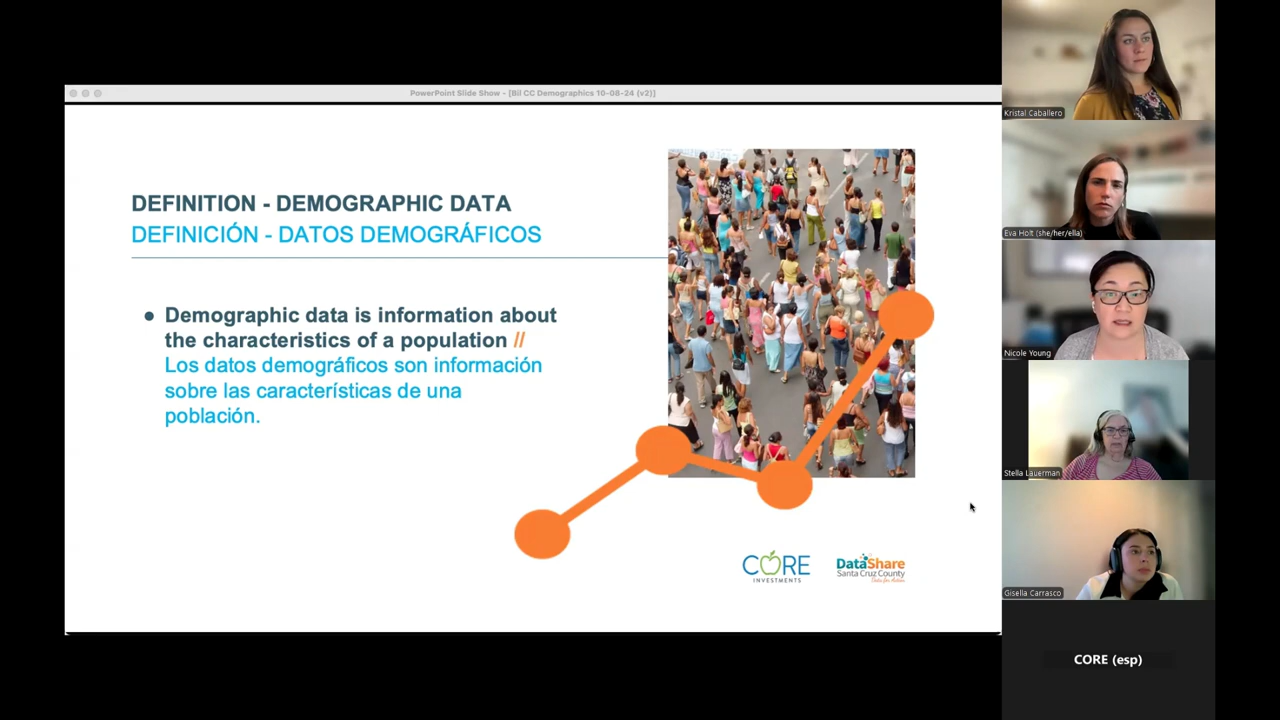 PowerPoint Slide Show - [Bil CC Demographics 10-08-24 (v2)]
DEFINITION - DEMOGRAPHIC DATA
DEFINICIÓN - DATOS DEMOGRÁFICOS
● Demographic data is information about
the characteristics of a population //
Los datos demográficos son información
sobre las características de una
población.
CORE
INVESTMENTS
DataShare
Santa Cruz County
Data for Action
Kristal Caballero
Eva Holt (she/her/ella)
Nicole Young
Stella Lauerman
Gisella Carrasco
CORE (esp)